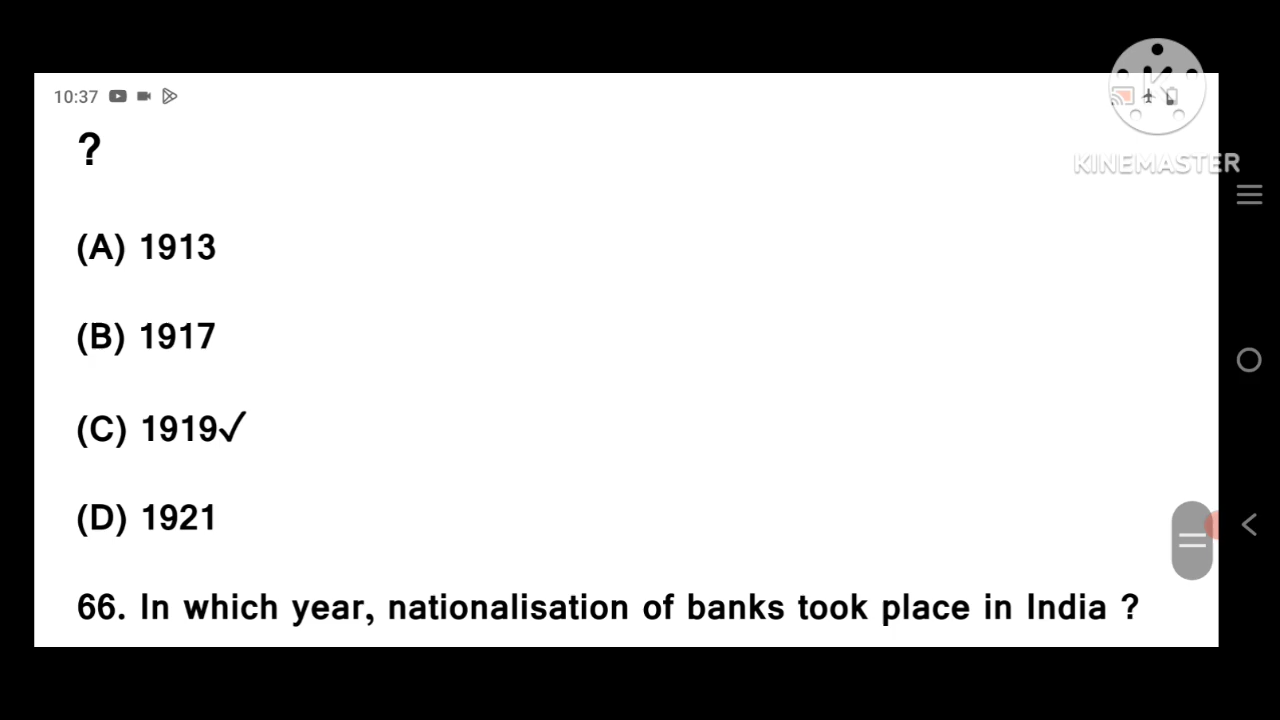 10:37
KINEMASTER
?
(A) 1913
(B) 1917
(C) 1919✓
(D) 1921
66. In which year, nationalisation of banks took place in India ?